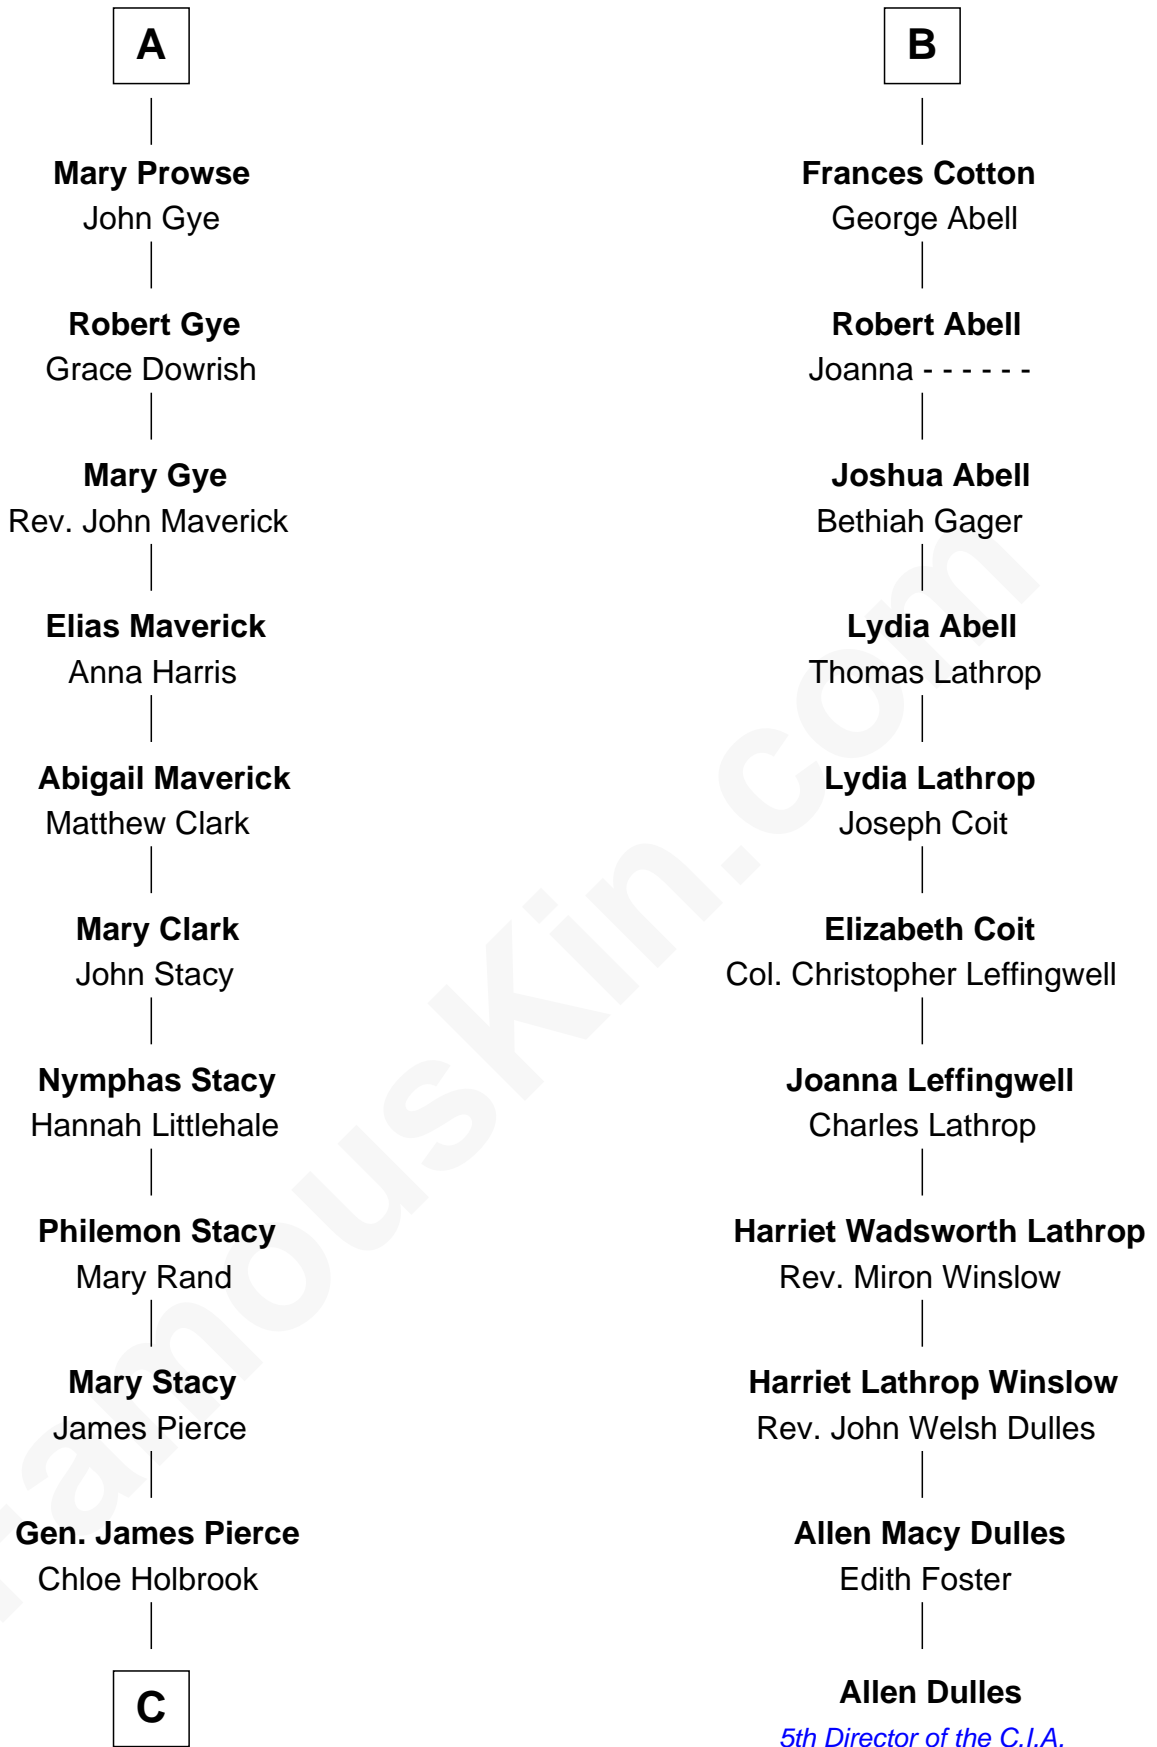 A
Mary Prowse
John Gye
Robert Gye
Grace Dowrish
Mary Gye
Rev. John Maverick
Elias Maverick
Anna Harris
Abigail Maverick
Matthew Clark
Mary Clark
John Stacy
Nymphas Stacy
Hannah Littlehale
Philemon Stacy
Mary Rand
Mary Stacy
James Pierce
Gen. James Pierce
Chloe Holbrook
C
B
Frances Cotton
George Abell
Robert Abell
Joanna - - - - - -
Joshua Abell
Bethiah Gager
Lydia Abell
Thomas Lathrop
Lydia Lathrop
Joseph Coit
Elizabeth Coit
Col. Christopher Leffingwell
Joanna Leffingwell
Charles Lathrop
Harriet Wadsworth Lathrop
Rev. Miron Winslow
Harriet Lathrop Winslow
Rev. John Welsh Dulles
Allen Macy Dulles
Edith Foster
Allen Dulles
5th Director of the C.I.A.
FamousKin.com